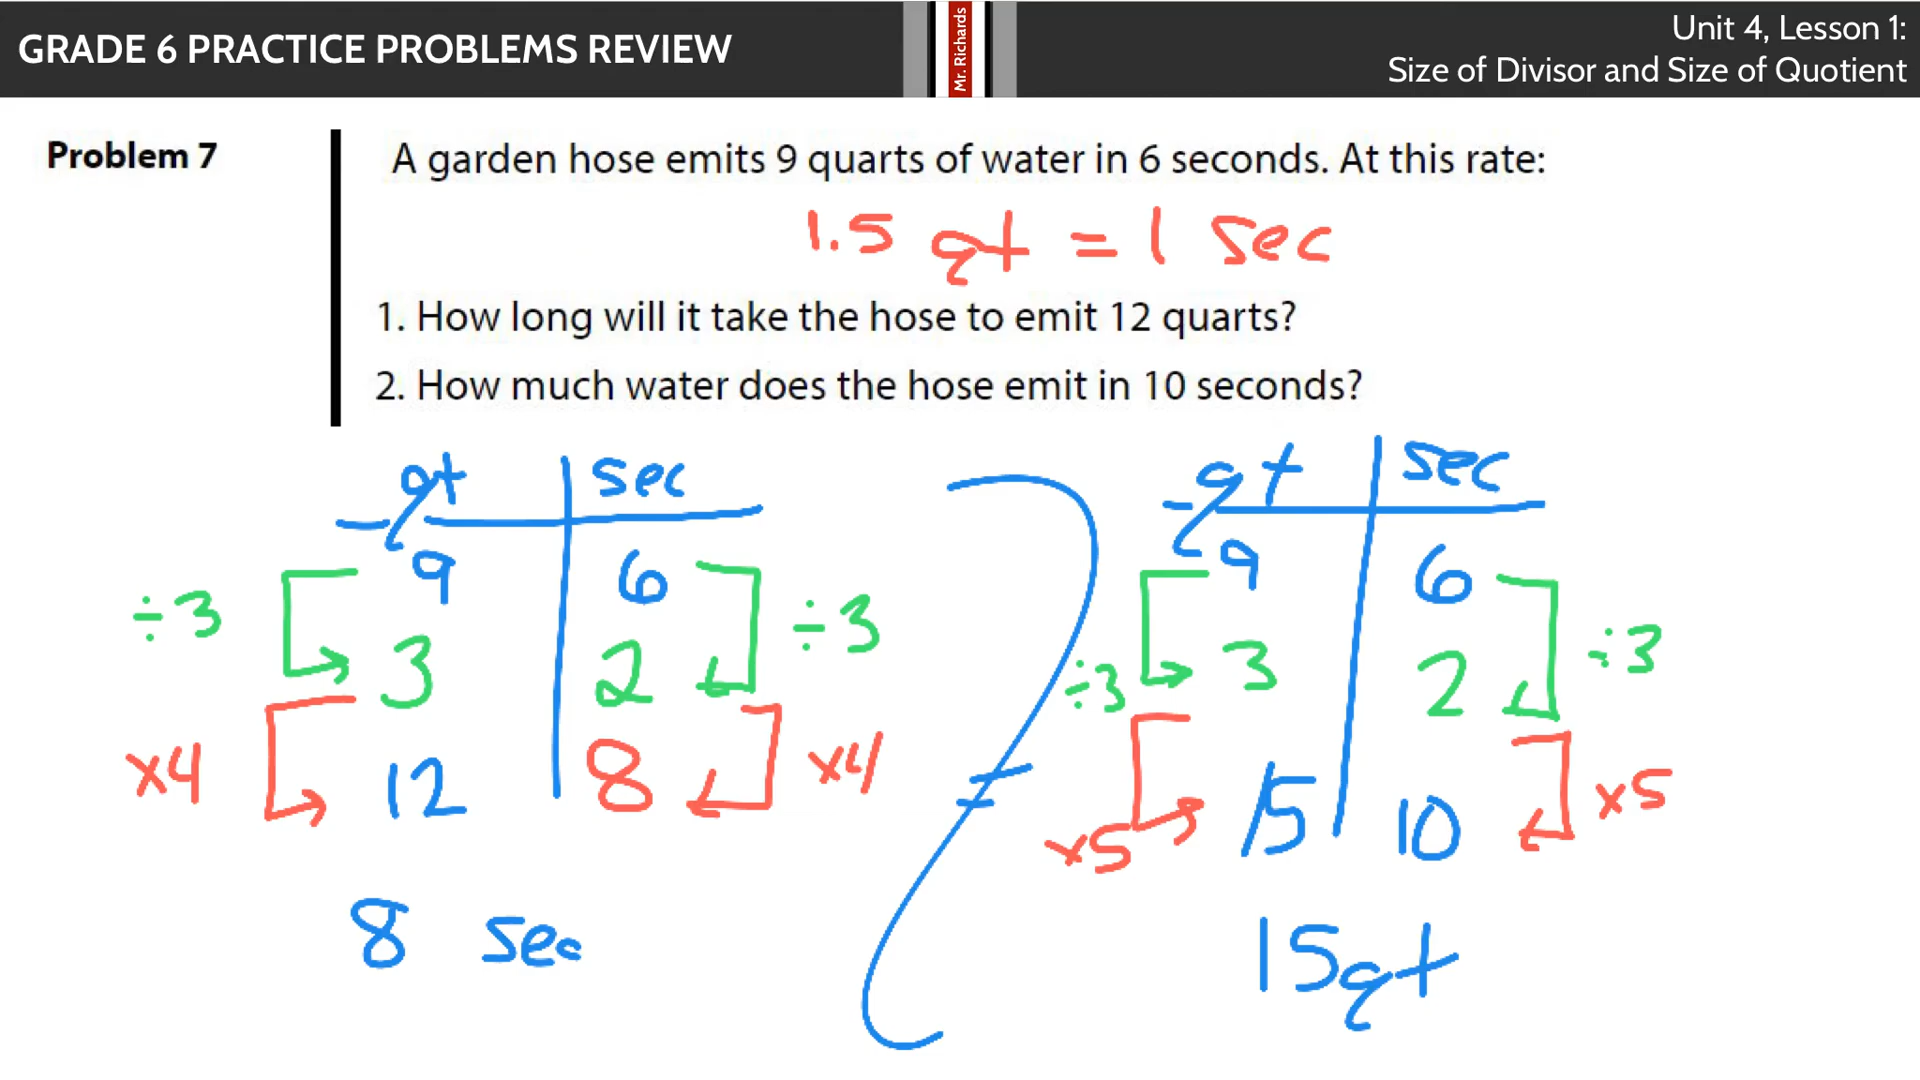 GRADE 6 PRACTICE PROBLEMS REVIEW
Mr. Richards
Unit 4, Lesson 1:
Size of Divisor and Size of Quotient
Problem 7
A garden hose emits 9 quarts of water in 6 seconds. At this rate:
1.5 qt = 1 sec
1. How long will it take the hose to emit 12 quarts?
2. How much water does the hose emit in 10 seconds?
qt sec
9 6
÷3 ÷3
3 2
x4 x4
12 8
8 sec
qt sec
9 6
÷3 ÷3
3 2
x5 x5
15 10
15qt